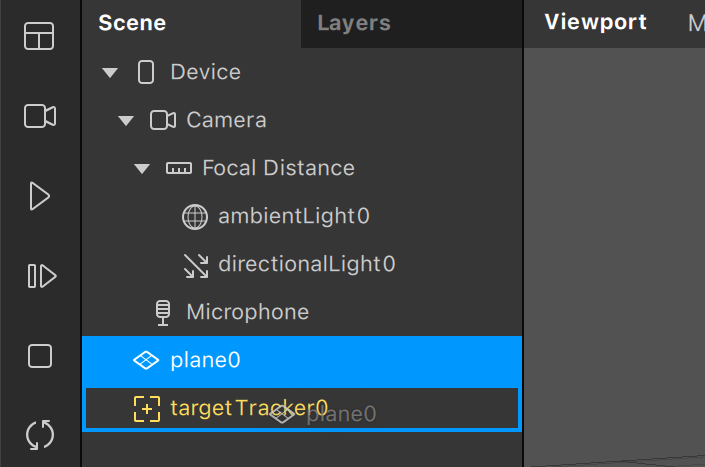 Scene Layers Viewport M
Device
Camera
Focal Distance
ambientLight0
directionalLight0
Microphone
plane0
targetTracker0
plane0